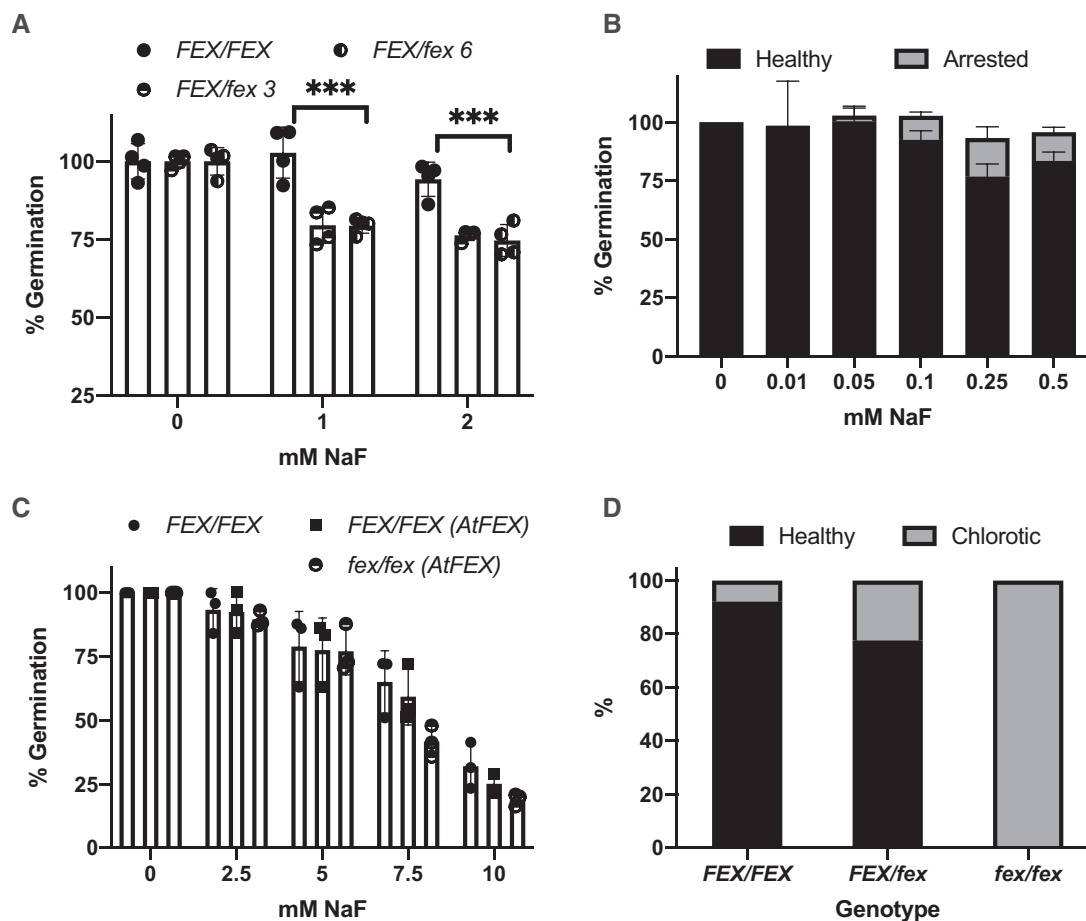 A
FEX/FEX
FEX/fex 6
FEX/fex 3
***
***
% Germination
100
75
50
25
0
1
2
mM NaF
B
Healthy
Arrested
% Germination
100
75
50
25
0
0
0.01
0.05
0.1
0.25
0.5
mM NaF
C
FEX/FEX
FEX/FEX (AtFEX)
fex/fex (AtFEX)
% Germination
100
75
50
25
0
0
2.5
5
7.5
10
mM NaF
D
Healthy
Chlorotic
%
100
80
60
40
20
0
FEX/FEX
FEX/fex
fex/fex
Genotype